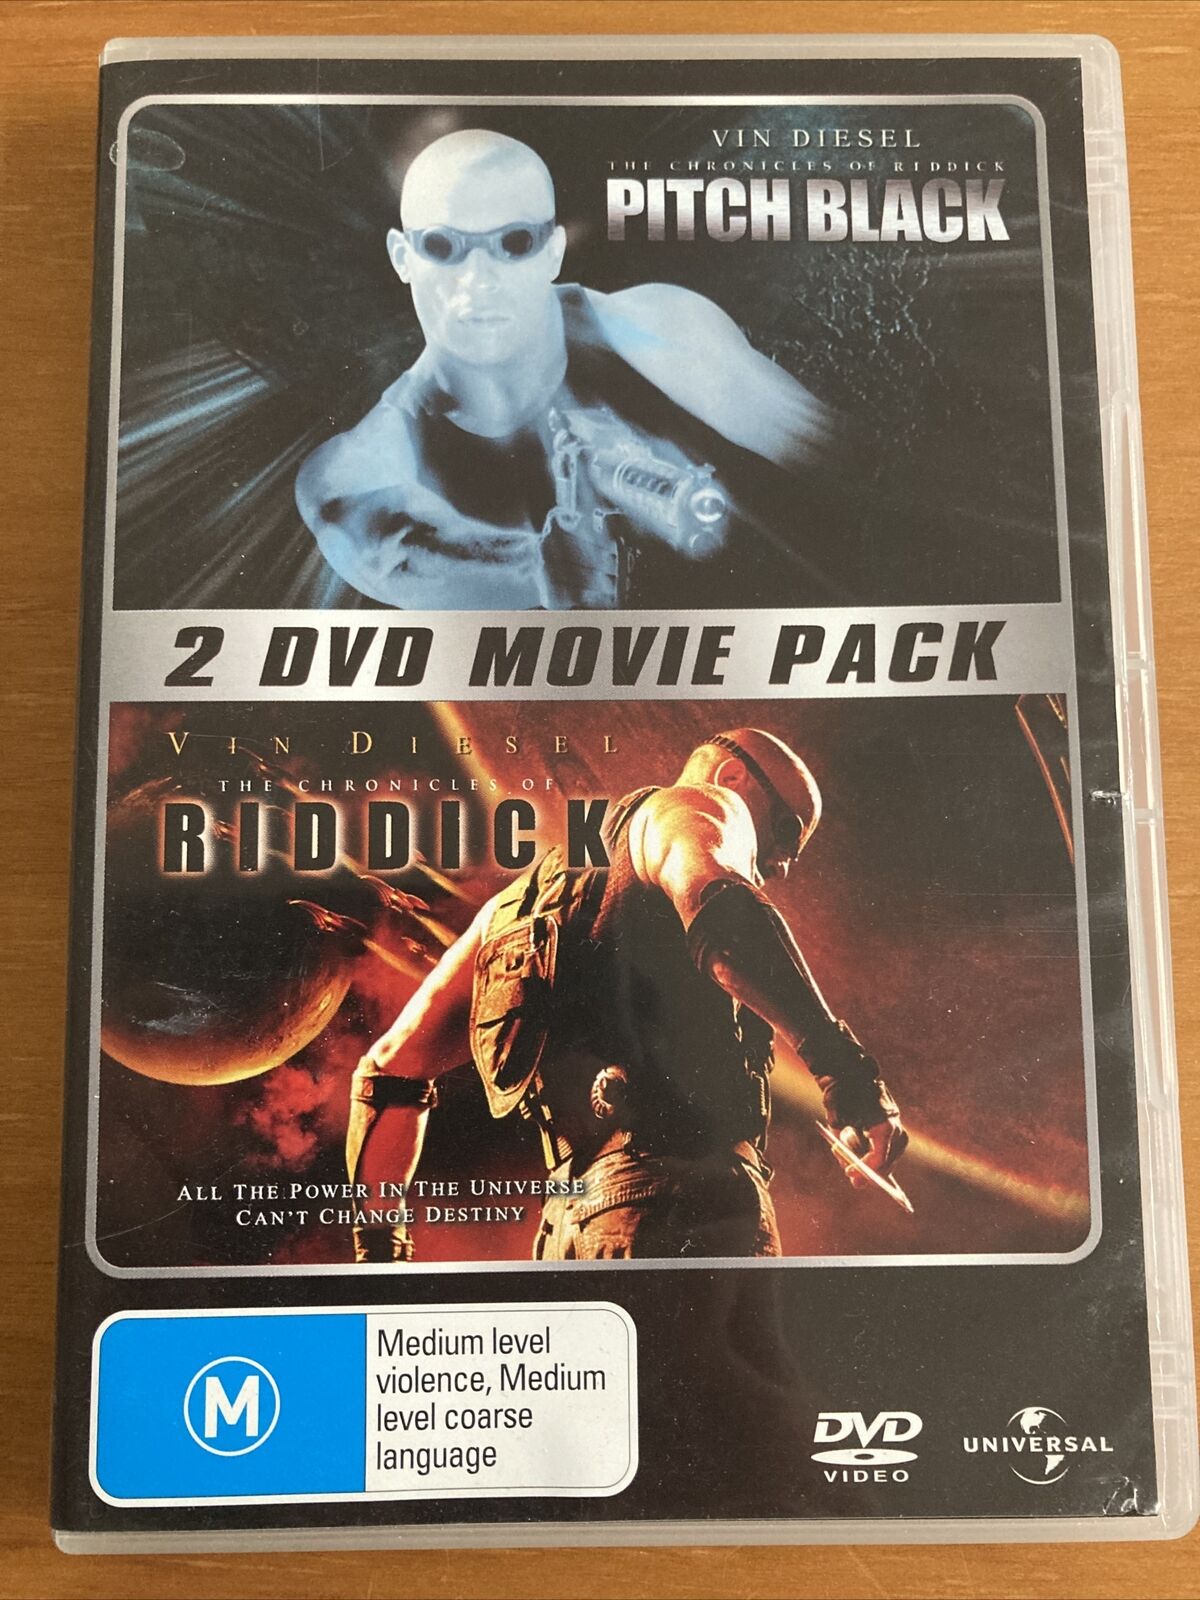 VIN DIESEL
THE CHRONICLES OF RIDDICK
PITCH BLACK
2 DVD MOVIE PACK
VIN DIESEL
THE CHRONICLES OF
RIDDICK
ALL THE POWER IN THE UNIVERSE
CAN'T CHANGE DESTINY
M
Medium level
violence, Medium
level coarse
language
DVD
VIDEO
UNIVERSAL